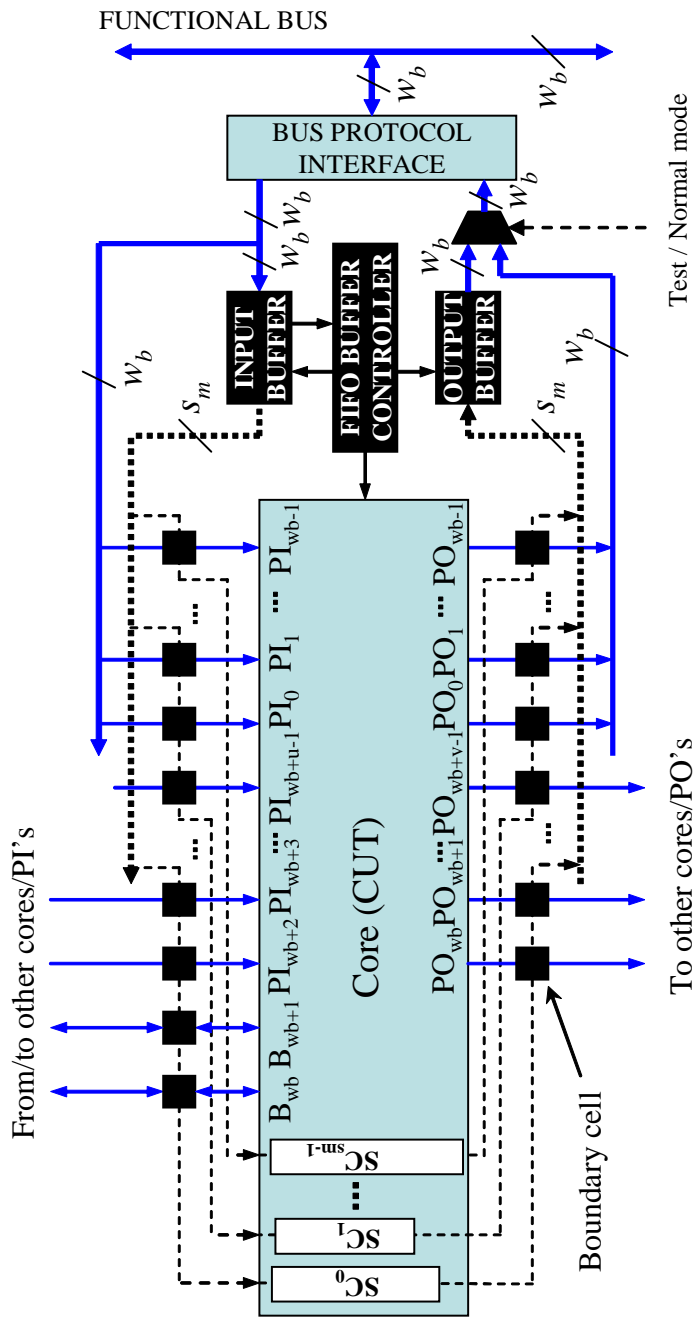 FUNCTIONAL BUS
w_b
w_b
BUS PROTOCOL
INTERFACE
w_b
w_b
w_b
w_b
w_b
w_b
Test / Normal mode
INPUT
BUFFER
FIFO BUFFER
CONTROLLER
OUTPUT
BUFFER
s_m
s_m
From/to other cores/PI's
...
...
B_wb B_wb+1 PI_wb+2 PI_wb+3 ... PI_wb+u-1 PI_0 PI_1 ... PI_wb-1
Core (CUT)
SC_0
SC_1
...
SC_sm-1
PO_wb PO_wb+1 ... PO_wb+v-1 PO_0 PO_1 ... PO_wb-1
...
...
Boundary cell
To other cores/PO's